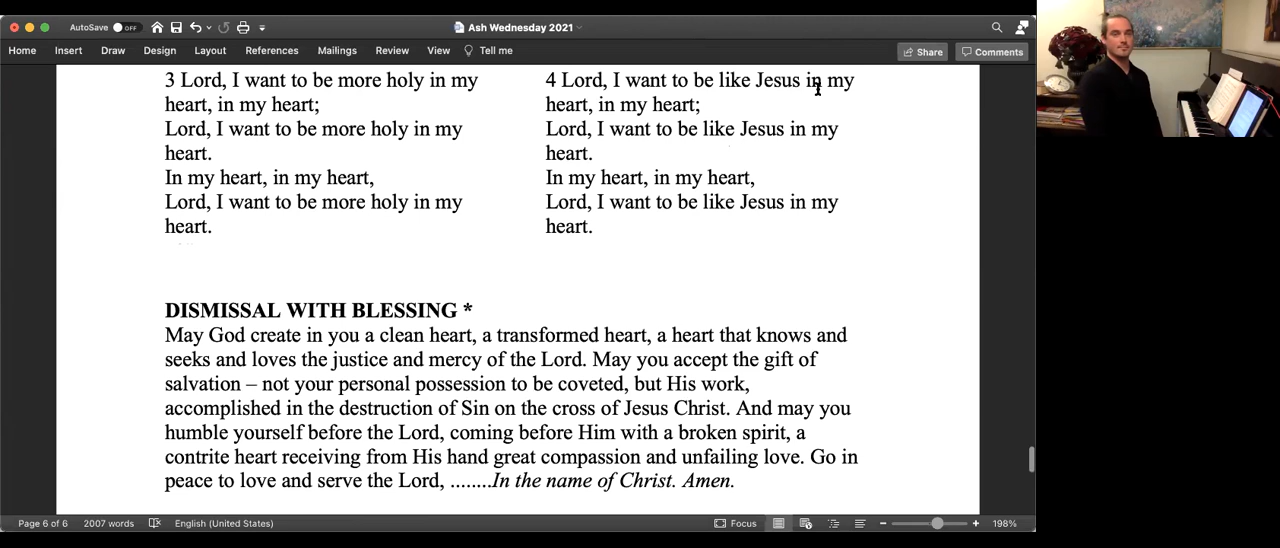 AutoSave OFF
Ash Wednesday 2021
Home Insert Draw Design Layout References Mailings Review View Tell me Share Comments
3 Lord, I want to be more holy in my
heart, in my heart;
Lord, I want to be more holy in my
heart.
In my heart, in my heart,
Lord, I want to be more holy in my
heart.
4 Lord, I want to be like Jesus in my
heart, in my heart;
Lord, I want to be like Jesus in my
heart.
In my heart, in my heart,
Lord, I want to be like Jesus in my
heart.
DISMISSAL WITH BLESSING *
May God create in you a clean heart, a transformed heart, a heart that knows and
seeks and loves the justice and mercy of the Lord. May you accept the gift of
salvation – not your personal possession to be coveted, but His work,
accomplished in the destruction of Sin on the cross of Jesus Christ. And may you
humble yourself before the Lord, coming before Him with a broken spirit, a
contrite heart receiving from His hand great compassion and unfailing love. Go in
peace to love and serve the Lord, ........In the name of Christ. Amen.
Page 6 of 6 2007 words English (United States) Focus 198%